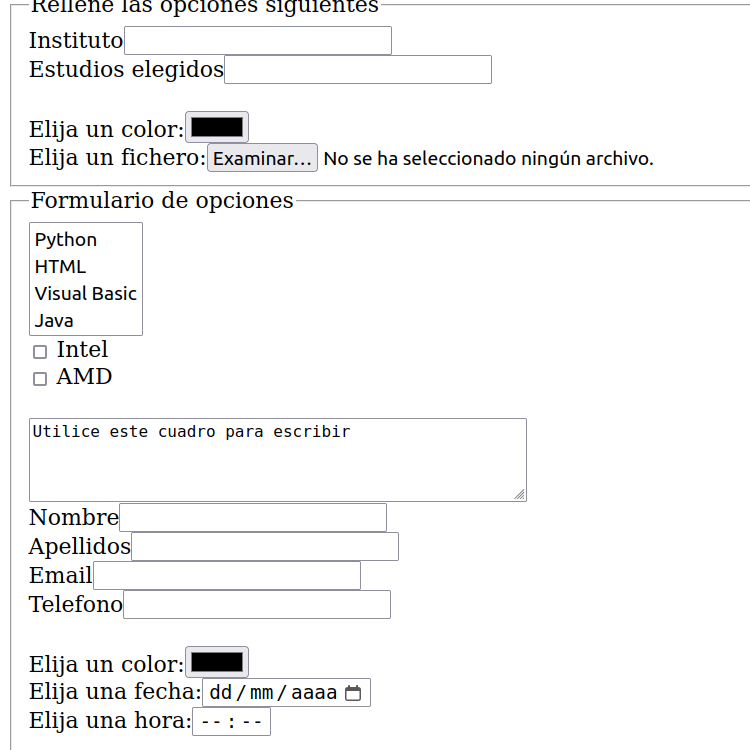 Rellene las opciones siguientes
Instituto
Estudios elegidos
Elija un color:
Elija un fichero: Examinar... No se ha seleccionado ningún archivo.
Formulario de opciones
Python
HTML
Visual Basic
Java
Intel
AMD
Utilice este cuadro para escribir
Nombre
Apellidos
Email
Telefono
Elija un color:
Elija una fecha: dd/mm/aaaa
Elija una hora: --:--